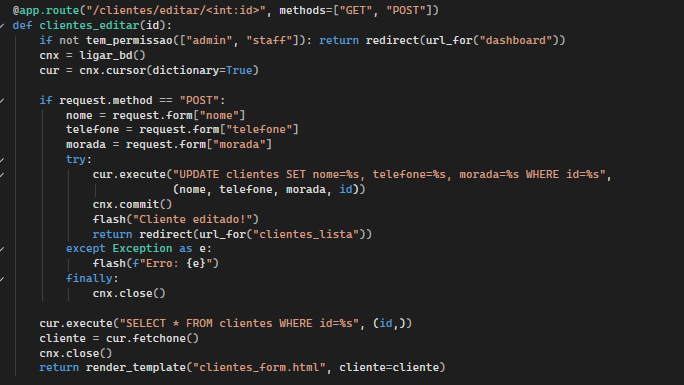 @app.route("/clientes/editar/<int:id>", methods=["GET", "POST"])
def clientes_editar(id):
    if not tem_permissao(["admin", "staff"]): return redirect(url_for("dashboard"))
    cnx = ligar_bd()
    cur = cnx.cursor(dictionary=True)

    if request.method == "POST":
        nome = request.form["nome"]
        telefone = request.form["telefone"]
        morada = request.form["morada"]
        try:
            cur.execute("UPDATE clientes SET nome=%s, telefone=%s, morada=%s WHERE id=%s",
                        (nome, telefone, morada, id))
            cnx.commit()
            flash("Cliente editado!")
            return redirect(url_for("clientes_lista"))
        except Exception as e:
            flash(f"Erro: {e}")
        finally:
            cnx.close()

    cur.execute("SELECT * FROM clientes WHERE id=%s", (id,))
    cliente = cur.fetchone()
    cnx.close()
    return render_template("clientes_form.html", cliente=cliente)